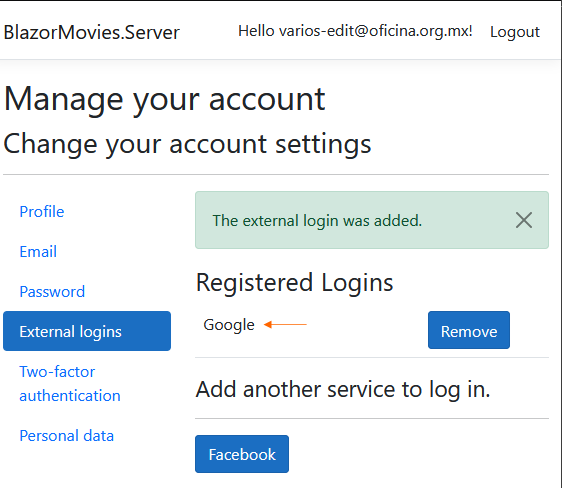 BlazorMovies.Server
Hello varios-edit@oficina.org.mx!
Logout
Manage your account
Change your account settings
Profile
Email
Password
External logins
Two-factor
authentication
Personal data
The external login was added.
Registered Logins
Google
Remove
Add another service to log in.
Facebook